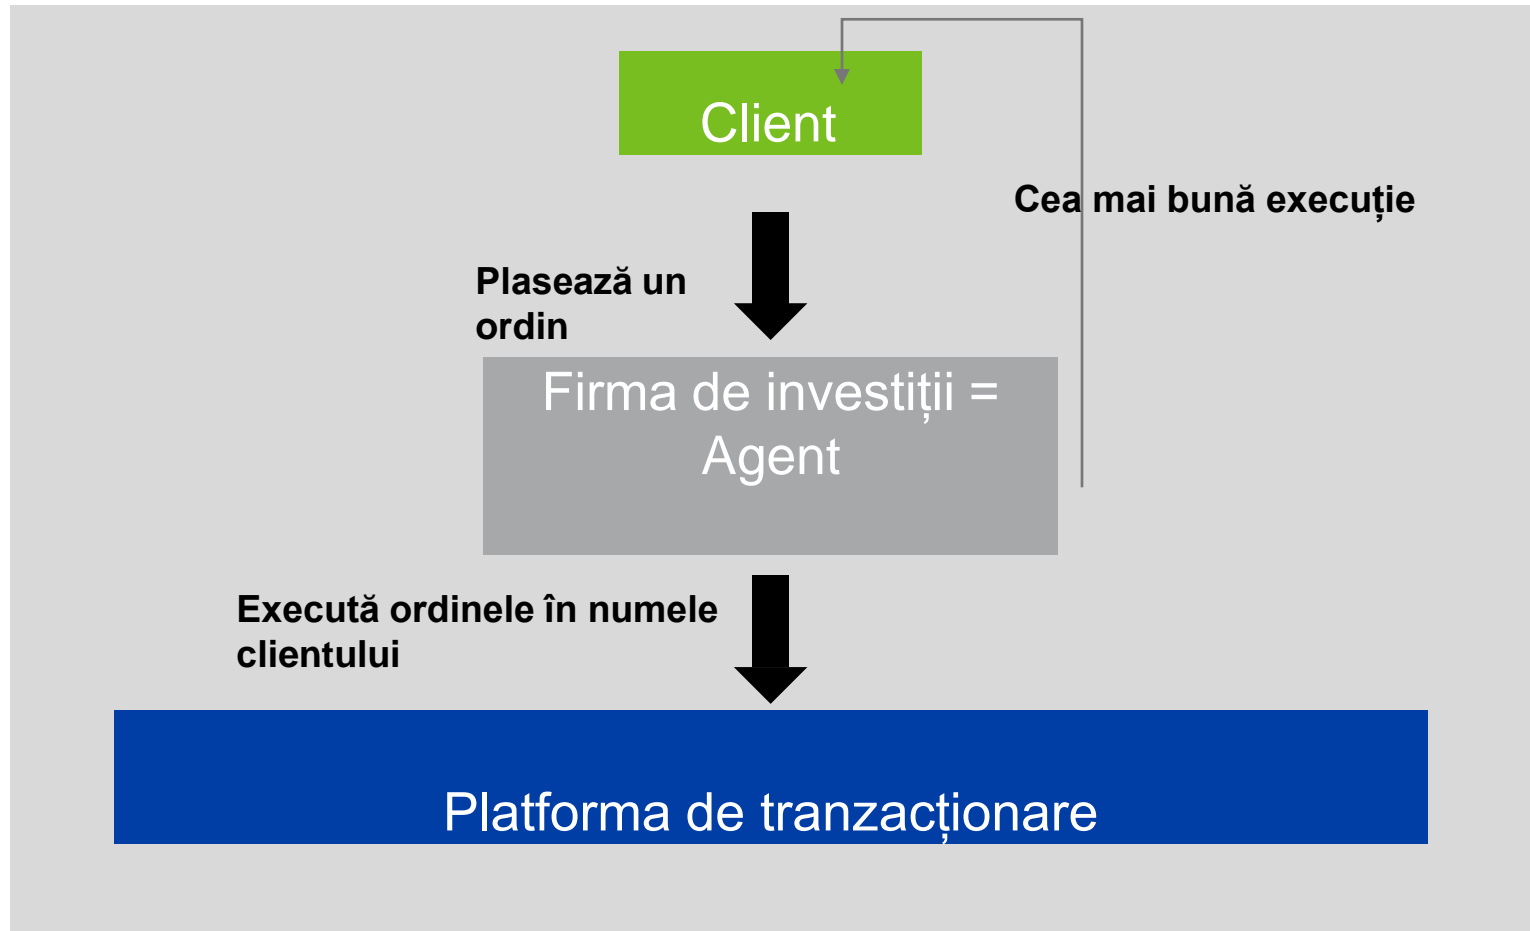 Client
Cea mai bună execuție
Plasează un
ordin
Firma de investiții =
Agent
Execută ordinele în numele
clientului
Platforma de tranzacționare